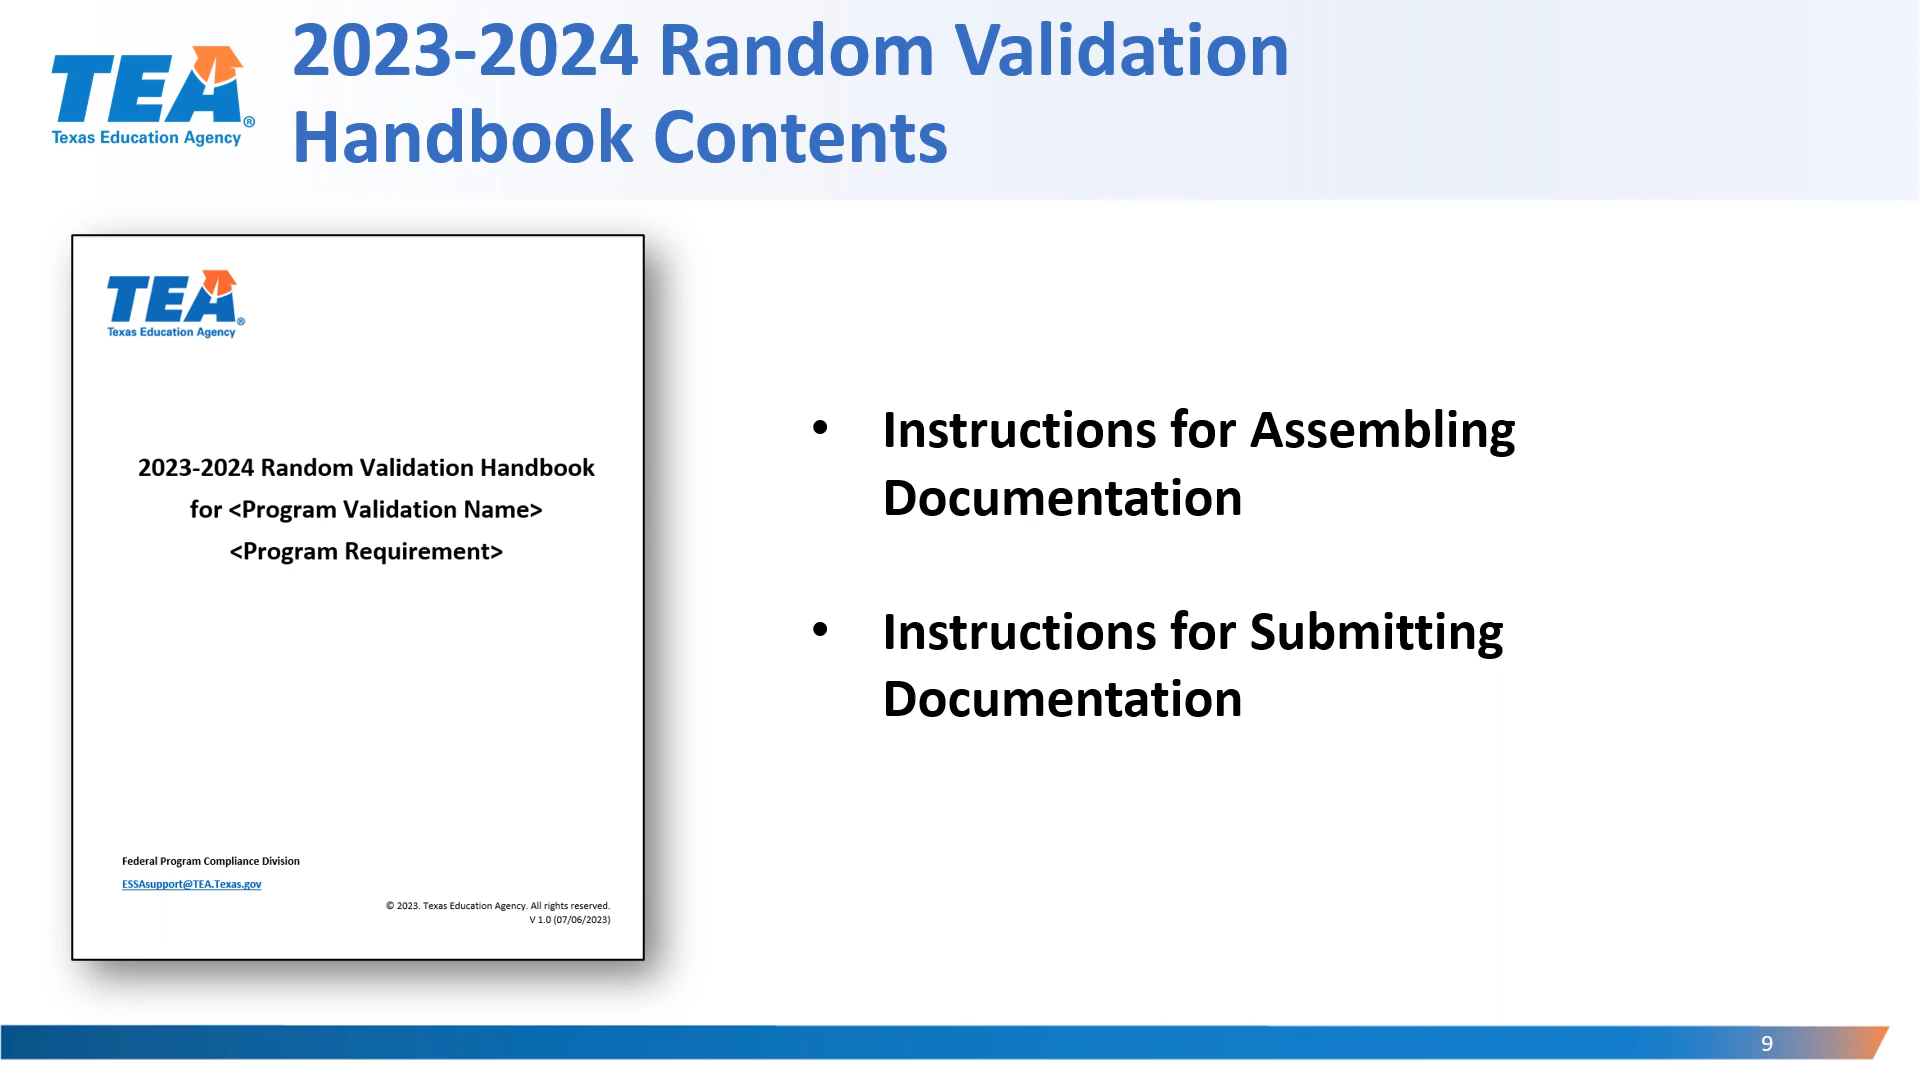 TEA
®
Texas Education Agency
2023-2024 Random Validation
Handbook Contents
TEA
®
Texas Education Agency
2023-2024 Random Validation Handbook
for <Program Validation Name>
<Program Requirement>
Federal Program Compliance Division
ESSAsupport@TEA.Texas.gov
© 2023. Texas Education Agency. All rights reserved.
V 1.0 (07/06/2023)
• Instructions for Assembling
Documentation
• Instructions for Submitting
Documentation
9